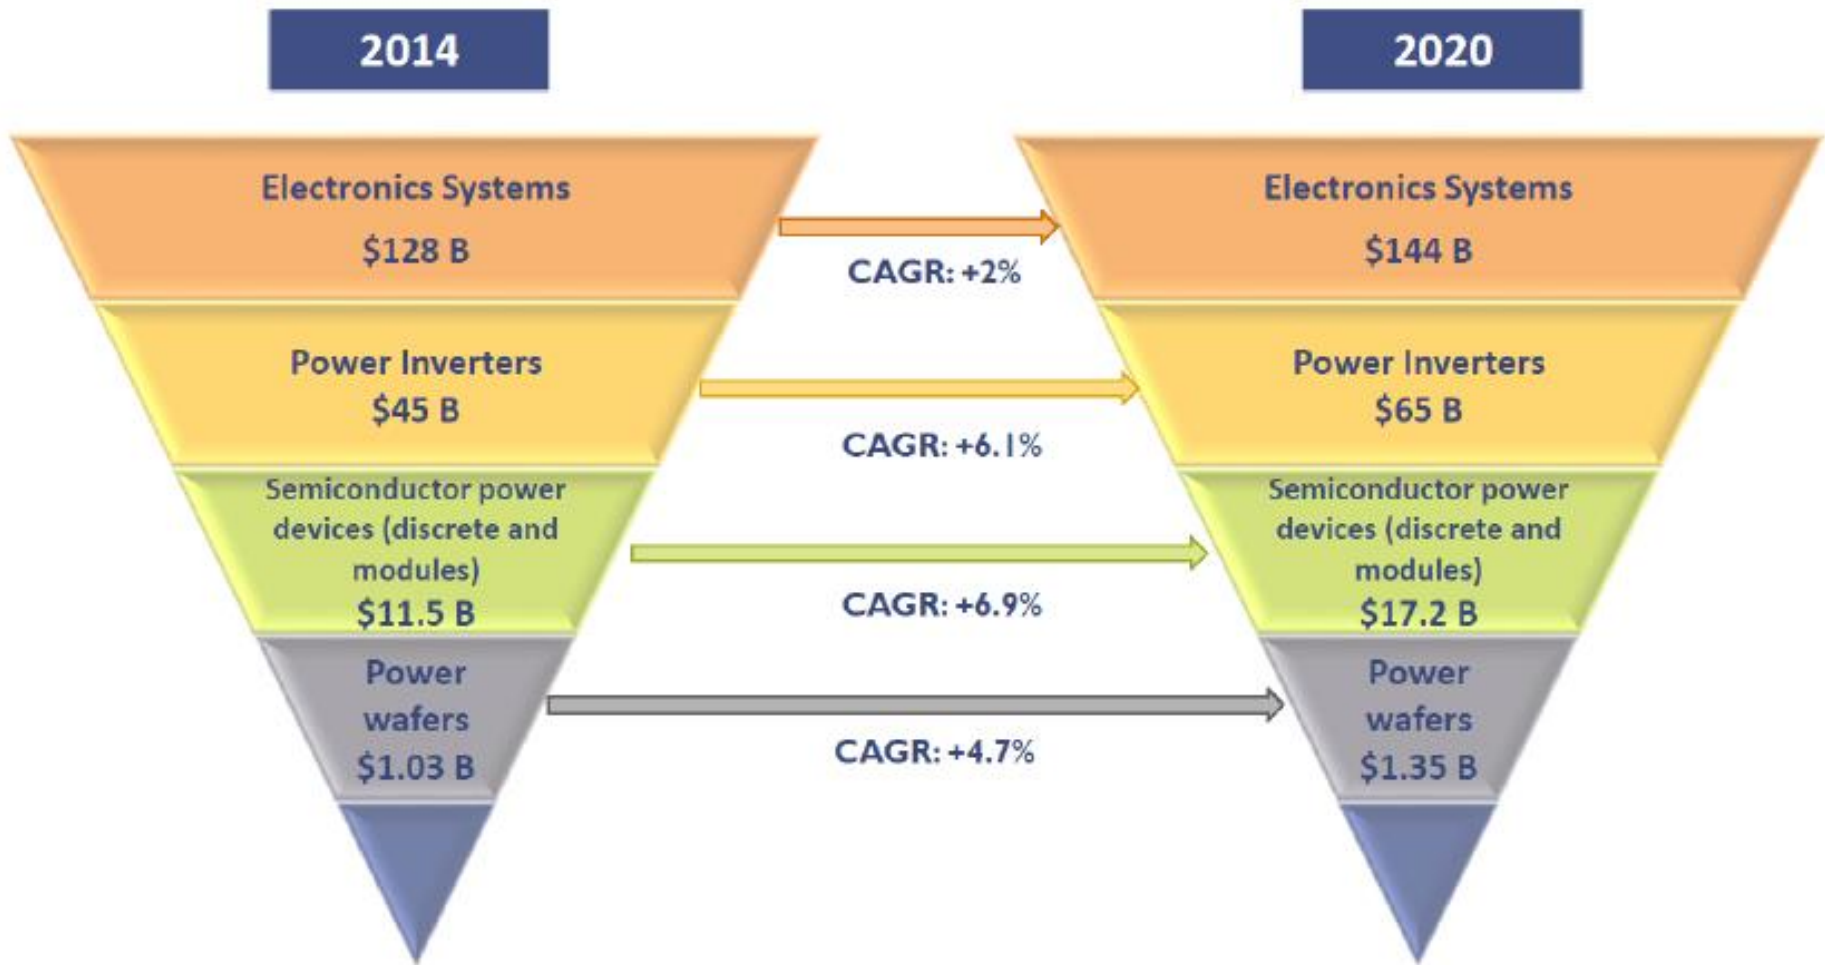 2014
2020
Electronics Systems
$128 B
CAGR: +2%
Electronics Systems
$144 B
Power Inverters
$45 B
CAGR: +6.1%
Power Inverters
$65 B
Semiconductor power
devices (discrete and
modules)
$11.5 B
CAGR: +6.9%
Semiconductor power
devices (discrete and
modules)
$17.2 B
Power
wafers
$1.03 B
CAGR: +4.7%
Power
wafers
$1.35 B